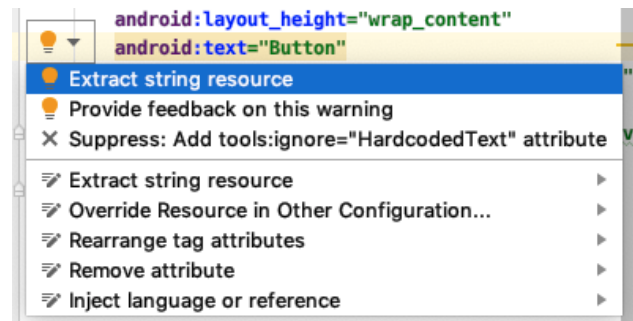 android:layout_height="wrap_content"
android:text="Button"
Extract string resource
Provide feedback on this warning
Suppress: Add tools:ignore="HardcodedText" attribute
Extract string resource
Override Resource in Other Configuration...
Rearrange tag attributes
Remove attribute
Inject language or reference